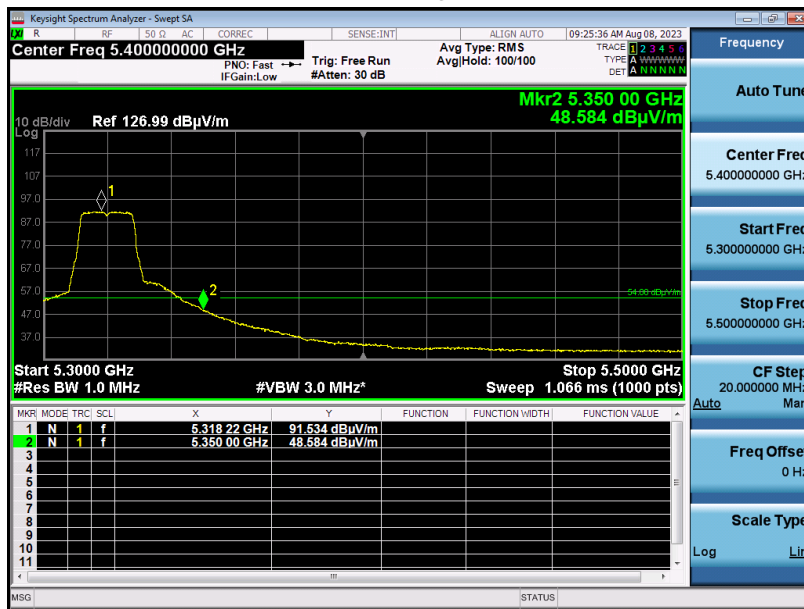 Keysight Spectrum Analyzer - Swept SA
LXI R RF 50 Ω AC CORREC SENSE:INT ALIGN AUTO 09:25:36 AM Aug 08, 2023
Center Freq 5.400000000 GHz
PNO: Fast
IFGain:Low
Trig: Free Run
#Atten: 30 dB
Avg Type: RMS
Avg|Hold: 100/100
TRACE 1 2 3 4 5 6
TYPE A WWWWW
DET A N N N N N
Mkr2 5.350 00 GHz
48.584 dBµV/m
10 dB/div Ref 126.99 dBµV/m
Log
117
107
97.0
87.0
77.0
67.0
57.0
47.0
37.0
1
2
54.00 dBµV/m
Start 5.3000 GHz Stop 5.5000 GHz
#Res BW 1.0 MHz #VBW 3.0 MHz* Sweep 1.066 ms (1000 pts)
MKR MODE TRC SCL X Y FUNCTION FUNCTION WIDTH FUNCTION VALUE
1 N 1 f 5.318 22 GHz 91.534 dBµV/m
2 N 1 f 5.350 00 GHz 48.584 dBµV/m
3
4
5
6
7
8
9
10
11
MSG STATUS
Frequency
Auto Tune
Center Freq
5.400000000 GHz
Start Freq
5.300000000 GHz
Stop Freq
5.500000000 GHz
CF Step
20.000000 MHz
Auto Man
Freq Offset
0 Hz
Scale Type
Log Lin